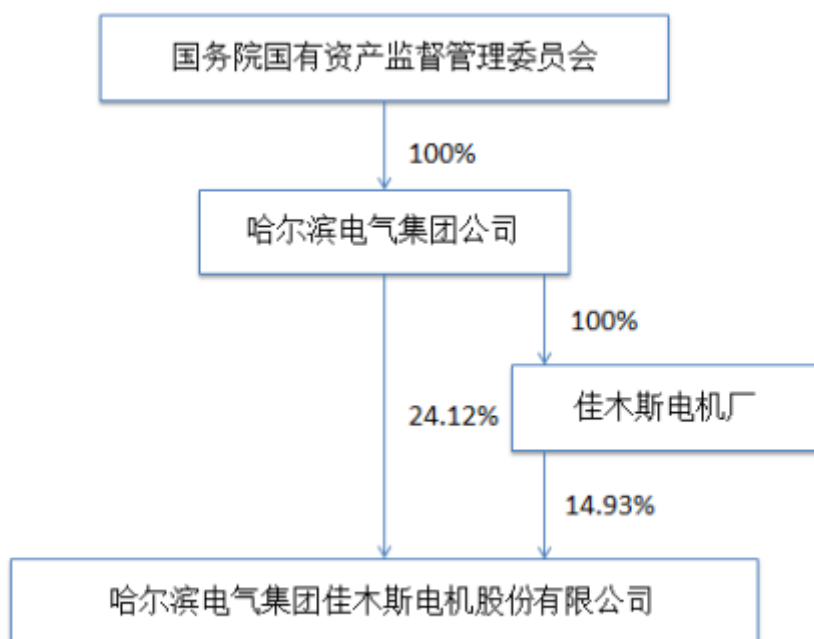 国务院国有资产监督管理委员会
100%
哈尔滨电气集团公司
100%
佳木斯电机厂
24.12%
14.93%
哈尔滨电气集团佳木斯电机股份有限公司